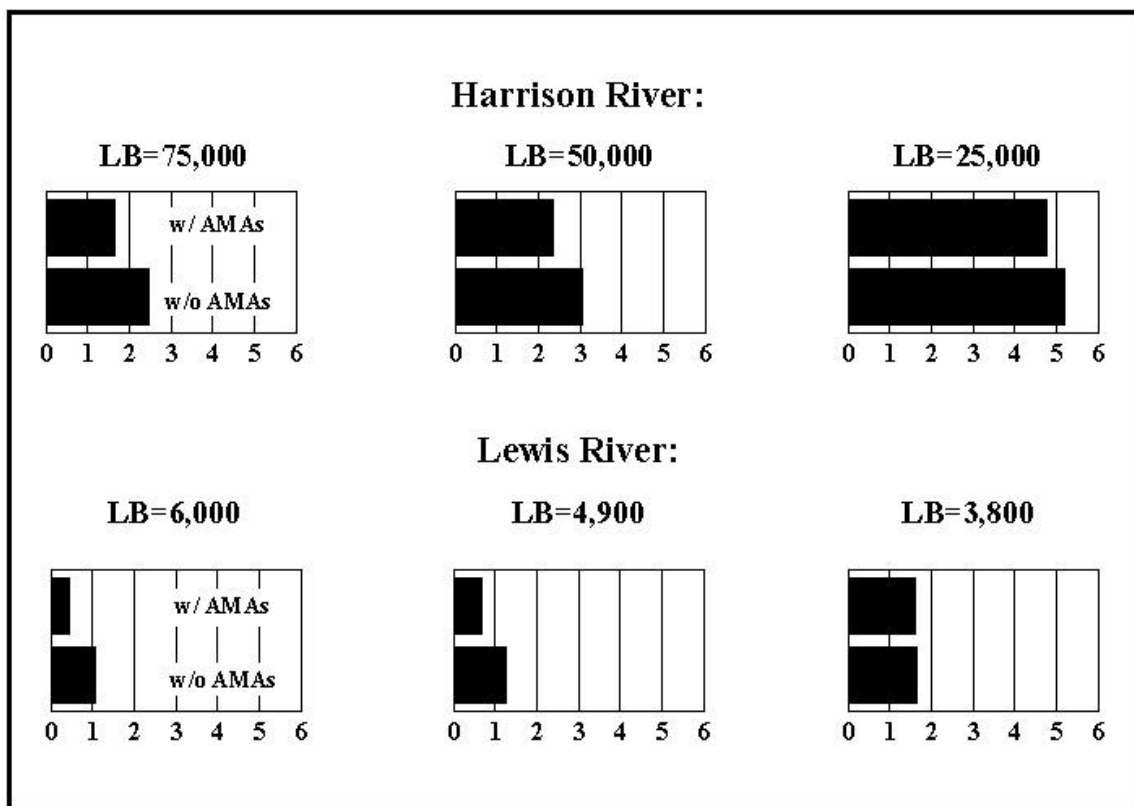 Harrison River:
LB=75,000 LB=50,000 LB=25,000
w/ AMAs
w/o AMAs
0 1 2 3 4 5 6 0 1 2 3 4 5 6 0 1 2 3 4 5 6
Lewis River:
LB=6,000 LB=4,900 LB=3,800
w/ AMAs
w/o AMAs
0 1 2 3 4 5 6 0 1 2 3 4 5 6 0 1 2 3 4 5 6